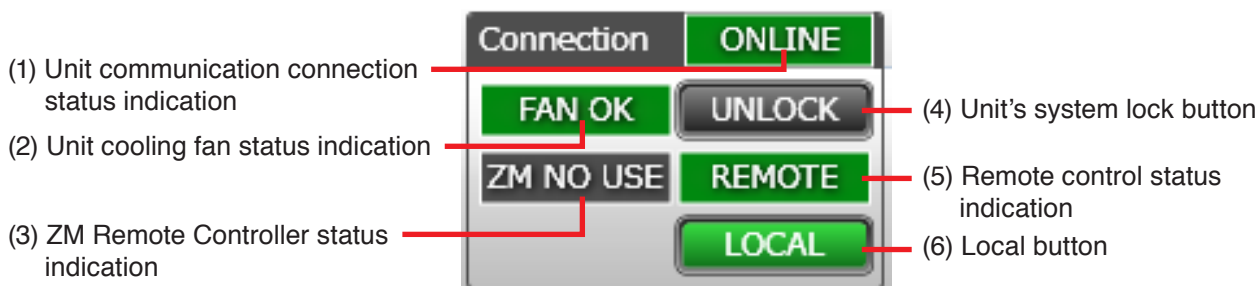 Connection ONLINE
(1) Unit communication connection
status indication
FAN OK UNLOCK
(4) Unit's system lock button
(2) Unit cooling fan status indication
ZM NO USE REMOTE
(5) Remote control status
indication
(3) ZM Remote Controller status
indication
LOCAL
(6) Local button